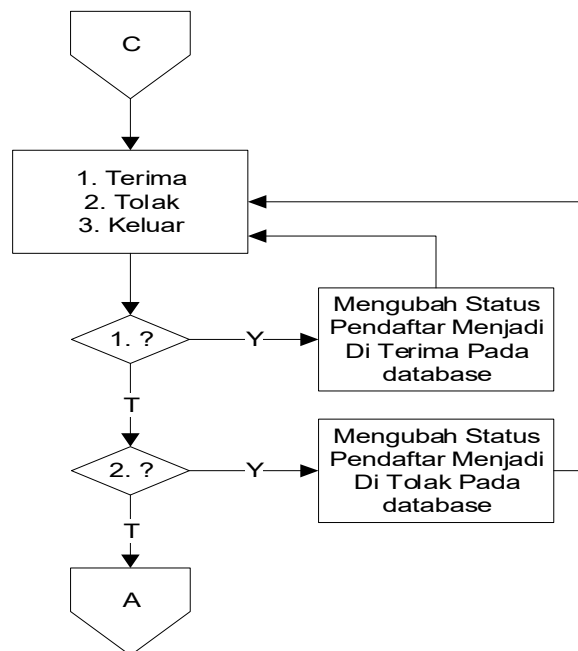 C
1. Terima
2. Tolak
3. Keluar
1. ?
Y
Mengubah Status
Pendaftar Menjadi
Di Terima Pada
database
T
2. ?
Y
Mengubah Status
Pendaftar Menjadi
Di Tolak Pada
database
T
A